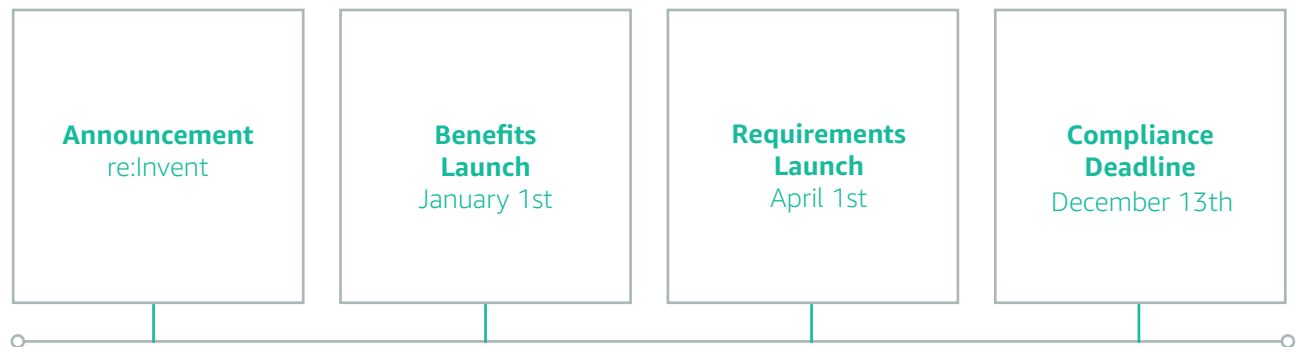 Announcement
re:Invent
Benefits
Launch
January 1st
Requirements
Launch
April 1st
Compliance
Deadline
December 13th